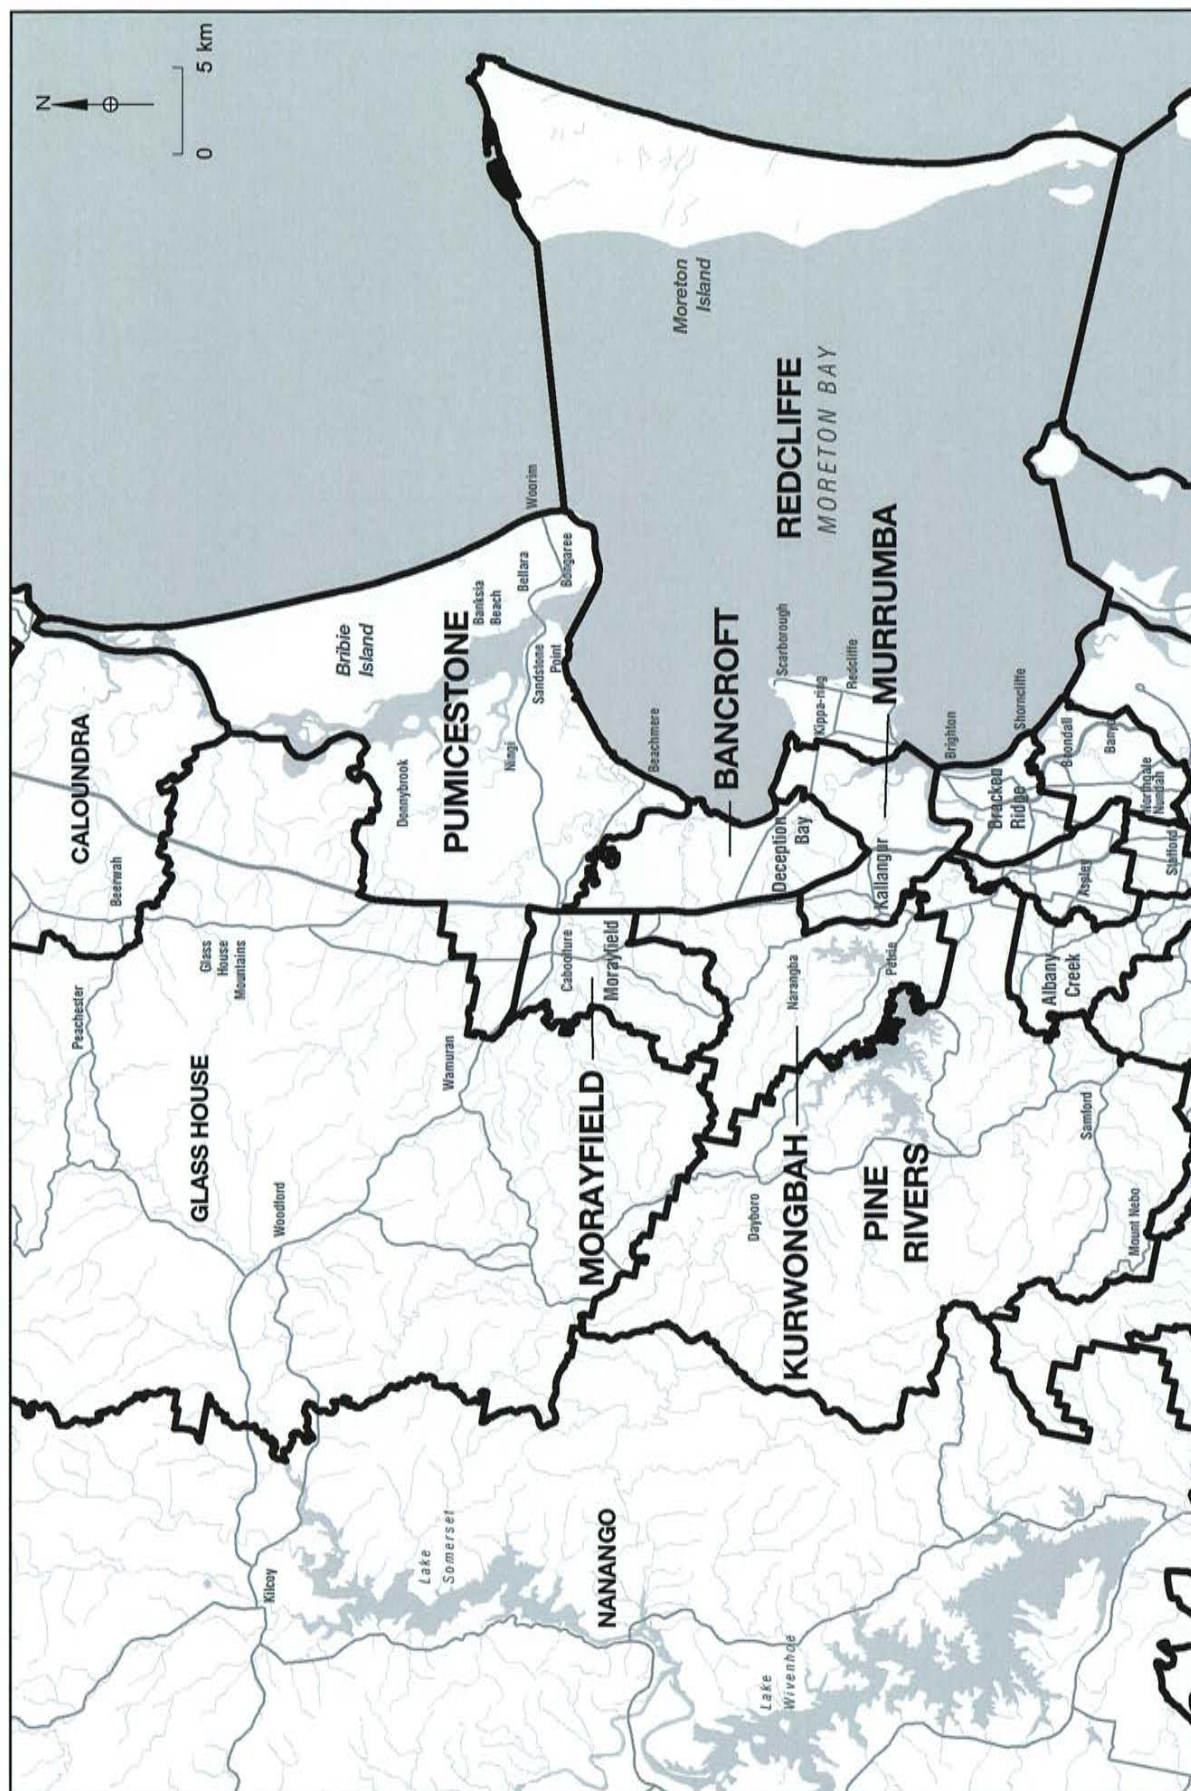 N
0 5 km
Peachester
CALOUNDRA
Beerwah
Glass
House
Mountains
GLASS HOUSE
Kilcoy
Woodford
Bribie
Island
Donnybrook
Lake
Somerset
Wamuran
PUMICESTONE
Banksia
Beach
Ningi
Bellara
Woorim
Sandstone
Point
Caboolture
Bongaree
MORAYFIELD
NANANGO
Morayfield
Beachmere
Moreton
Island
BANCROFT
Dayboro
Lake
Wivenhoe
Deception
Bay
Scarborough
REDCLIFFE
Narangba
KURWONGBAH
Kippa-ring
MORETON BAY
Redcliffe
PINE
RIVERS
Kallangur
MURRUMBA
Petrie
Brighton
Bracken
Ridge
Shorncliffe
Albany
Creek
Boondall
Aspley
Samford
Banyo
Mount Nebo
Northgate
Nundah
Stafford